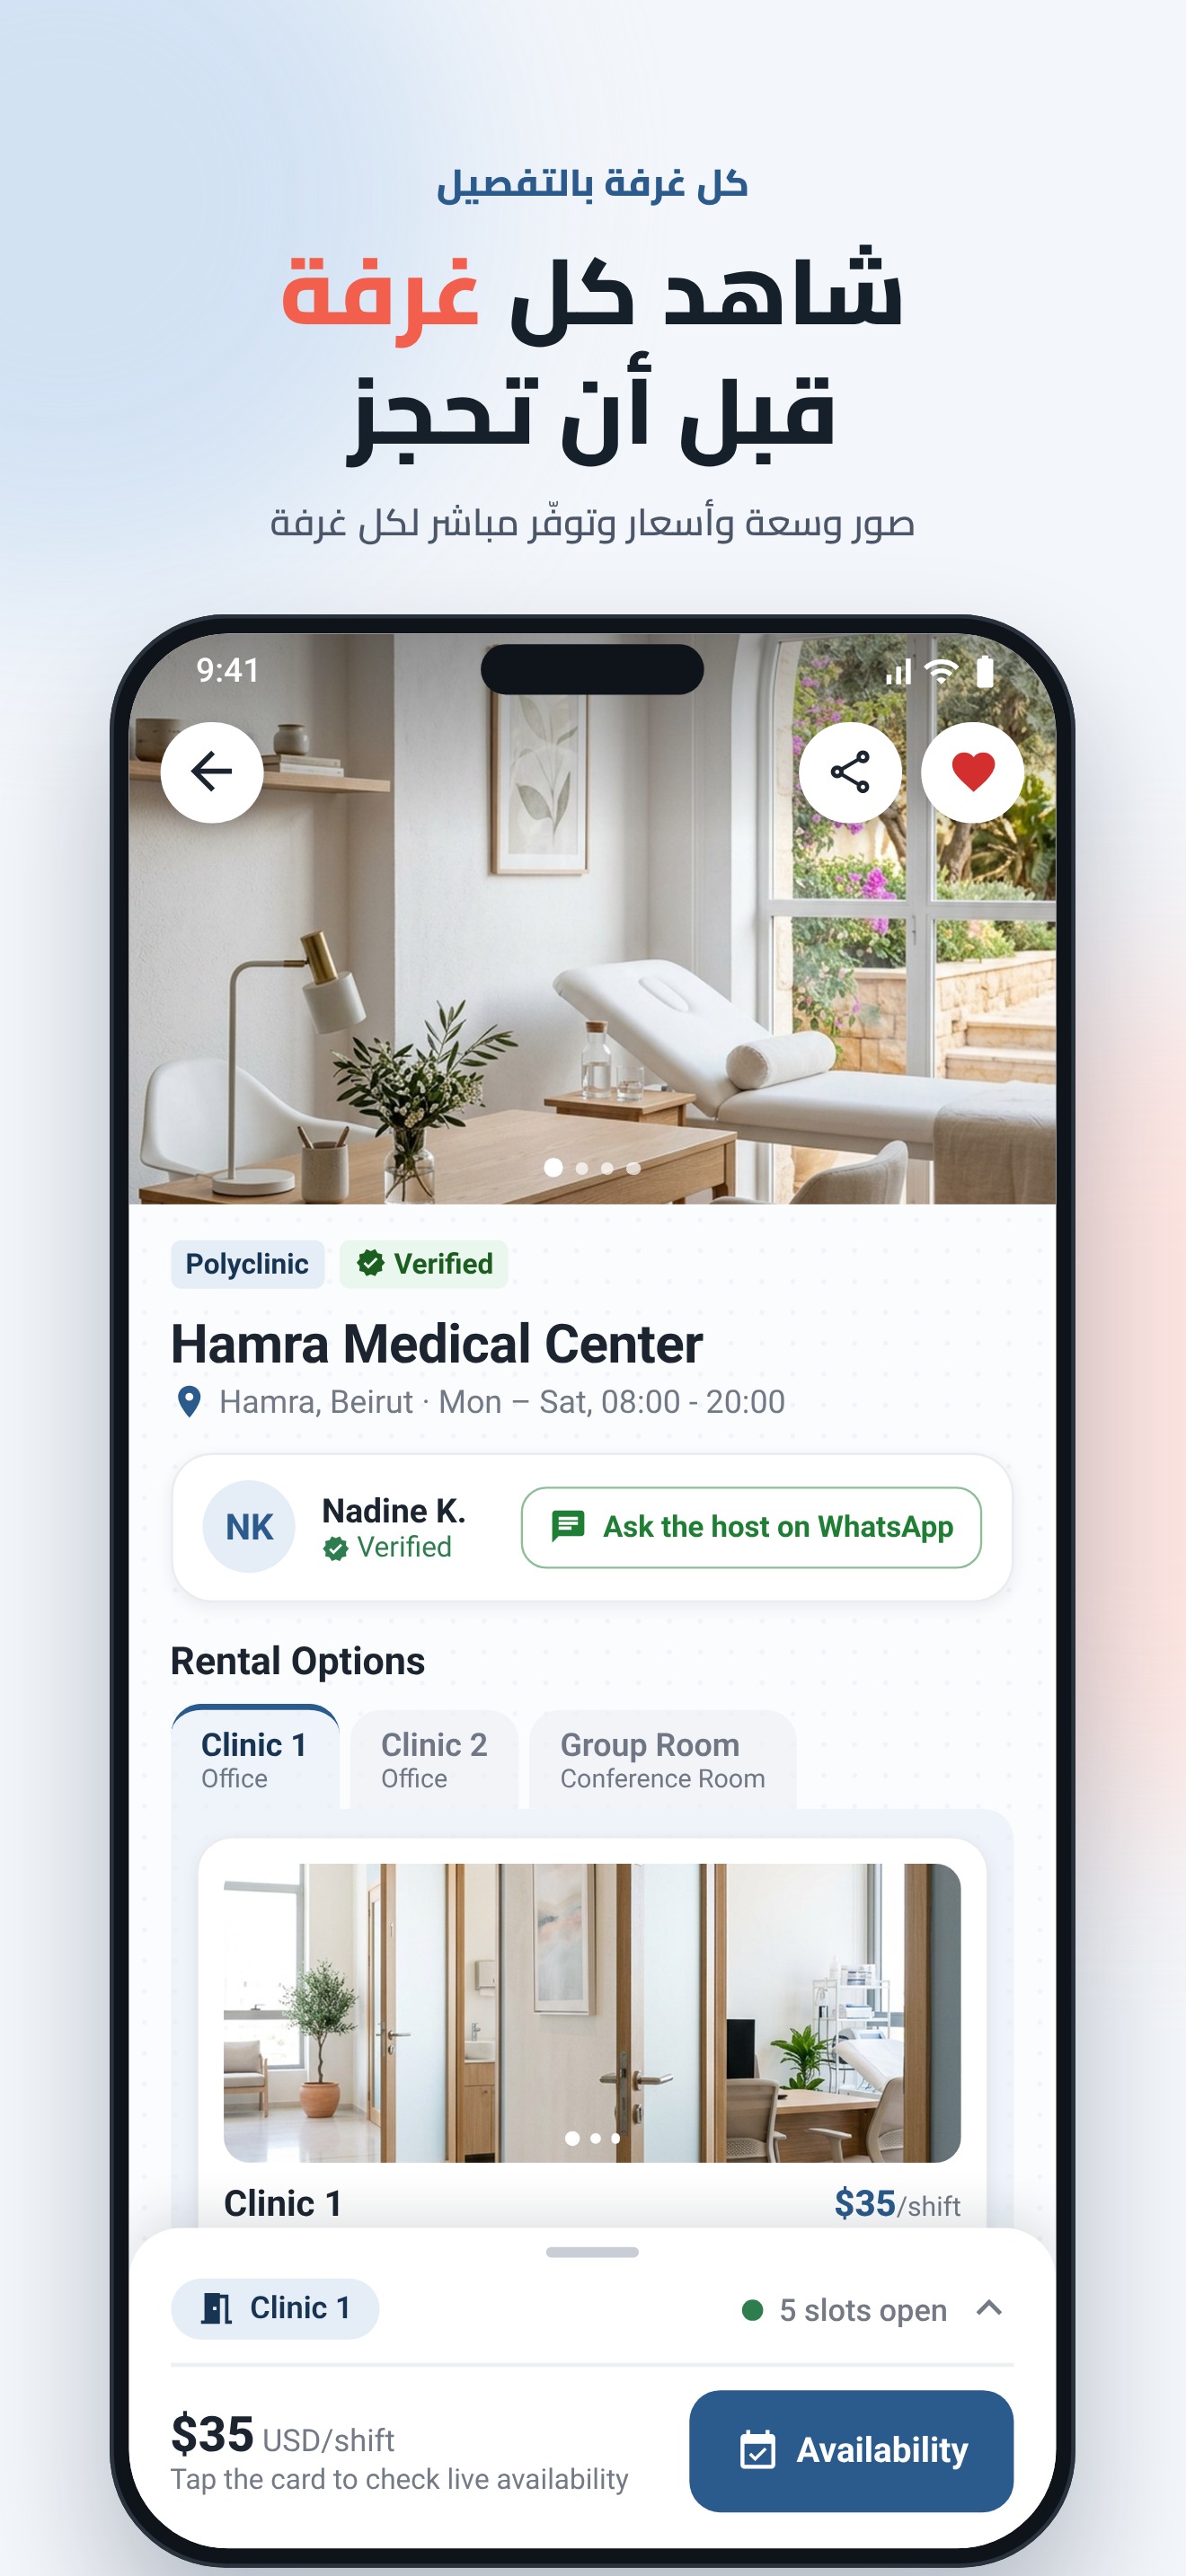 كل غرفة بالتفصيل
شاهد كل غرفة
قبل أن تحجز
صور وسعة وأسعار وتوفّر مباشر لكل غرفة
9:41
Polyclinic
Verified
Hamra Medical Center
Hamra, Beirut · Mon – Sat, 08:00 - 20:00
NK
Nadine K.
Verified
Ask the host on WhatsApp
Rental Options
Clinic 1
Office
Clinic 2
Office
Group Room
Conference Room
Clinic 1
$35/shift
Clinic 1
5 slots open
$35 USD/shift
Tap the card to check live availability
Availability